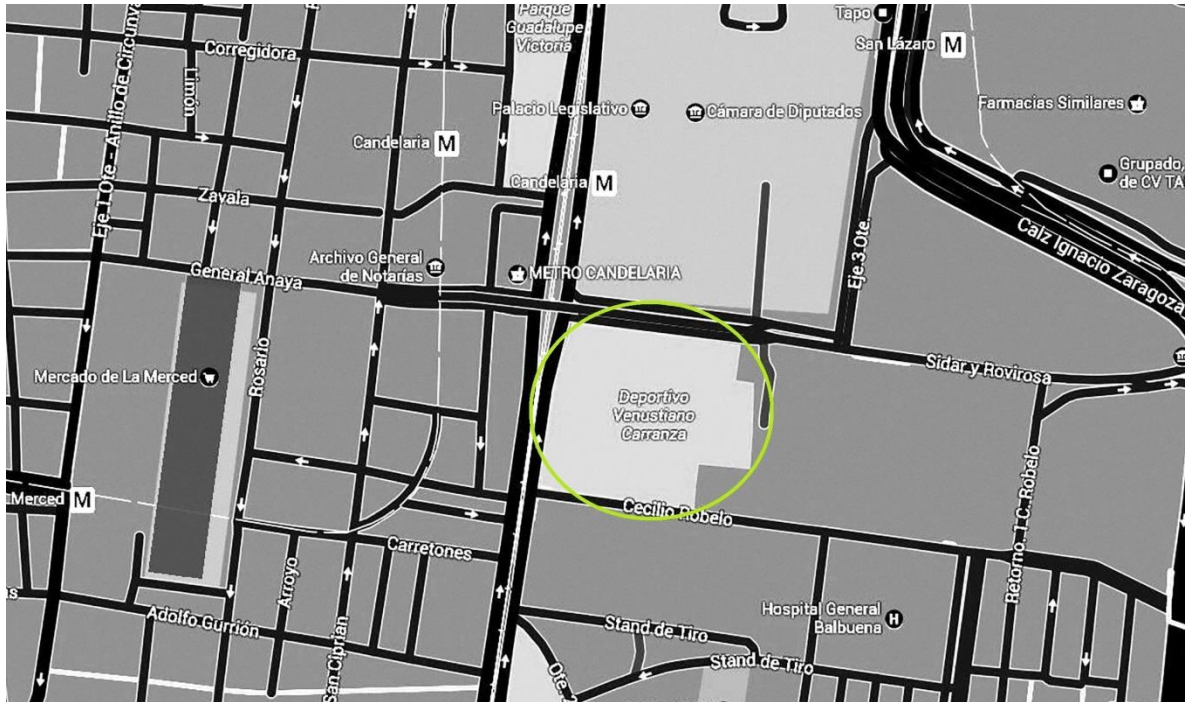 Parque
Guadalupe
Victoria
Tapo
San Lázaro M
Corregidora
Limón
Palacio Legislativo
Cámara de Diputados
Farmacias Similares
Candelaria M
Candelaria M
Grupado,
de CV TA
Eje 1 Ote - Anillo de Circunva
Zavala
Eje 3 Ote.
Calz Ignacio Zaragoza
Archivo General
de Notarías
METRO CANDELARIA
General Anaya
Rosario
Mercado de La Merced
Sidar y Rovirosa
Deportivo
Venustiano
Carranza
Merced M
Cecilio Robelo
Retorno. 1 C. Robelo
Carretones
Arroyo
San Ciprian
Adolfo Gurrión
Hospital General
Balbuena
H
Stand de Tiro
Stand de Tiro
Ote.